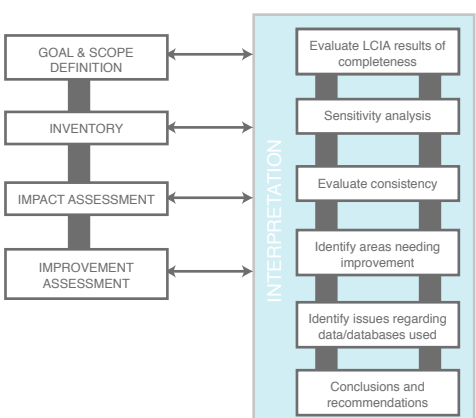 GOAL & SCOPE
DEFINITION
INVENTORY
IMPACT ASSESSMENT
IMPROVEMENT
ASSESSMENT
INTERPRETATION
Evaluate LCIA results of
completeness
Sensitivity analysis
Evaluate consistency
Identify areas needing
improvement
Identify issues regarding
data/databases used
Conclusions and
recommendations